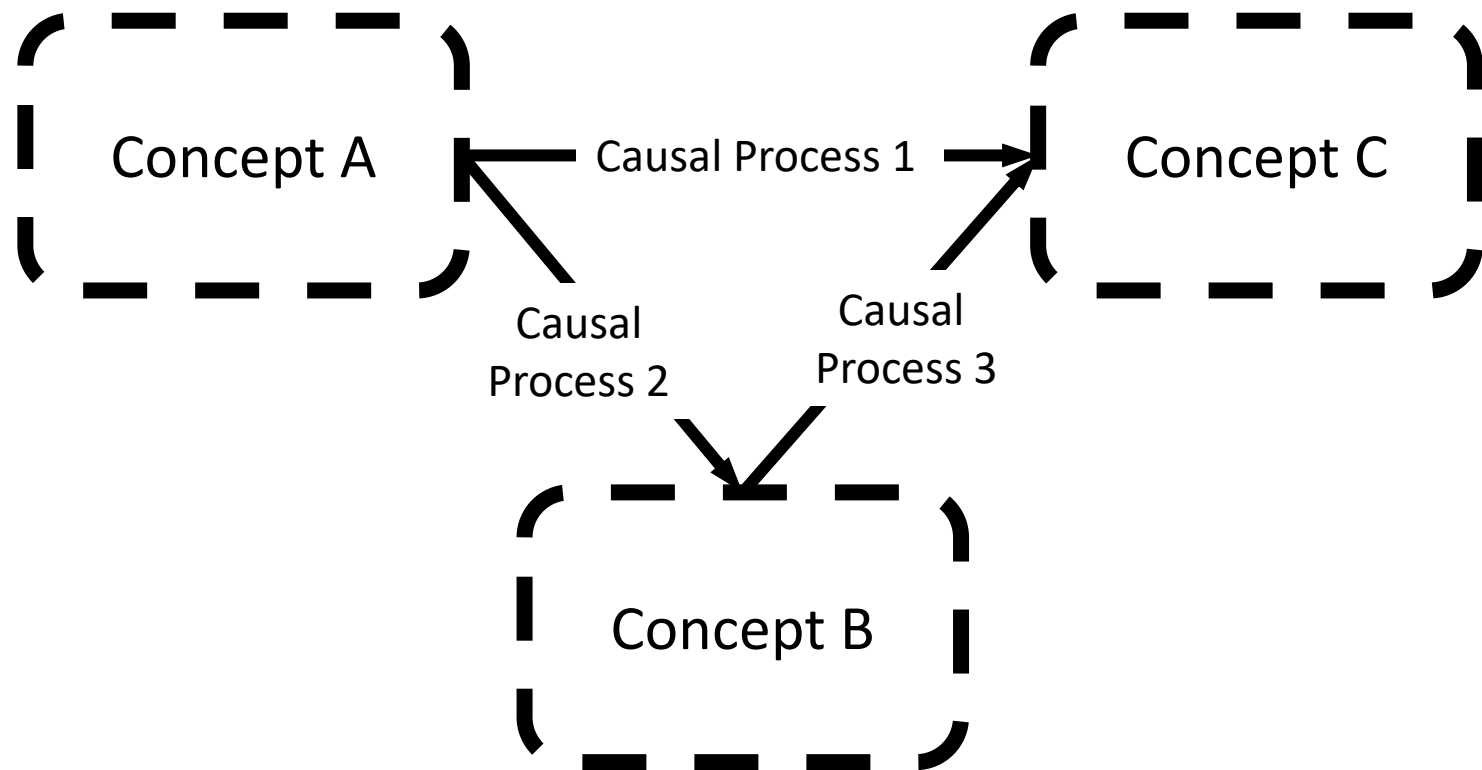 Concept A
Causal Process 1
Concept C
Causal
Process 2
Causal
Process 3
Concept B